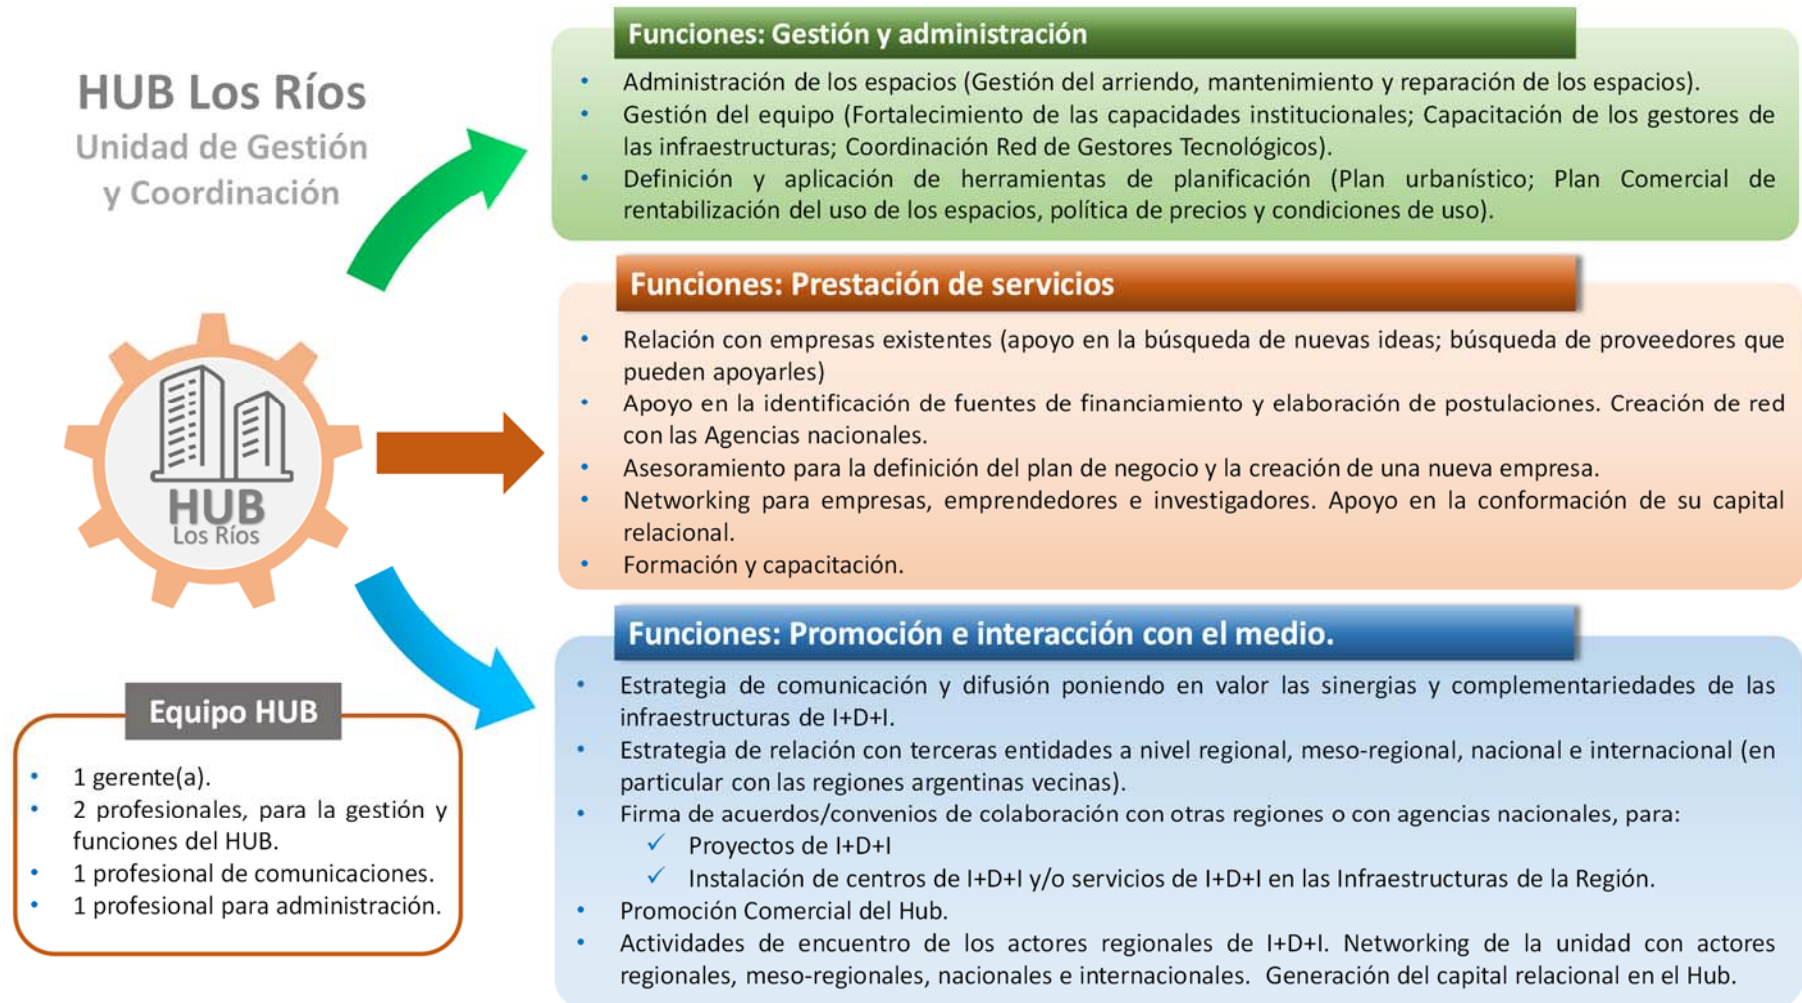 HUB Los Ríos
Unidad de Gestión
y Coordinación
HUB
Los Ríos
Equipo HUB
• 1 gerente(a).
• 2 profesionales, para la gestión y
funciones del HUB.
• 1 profesional de comunicaciones.
• 1 profesional para administración.
Funciones: Gestión y administración
• Administración de los espacios (Gestión del arriendo, mantenimiento y reparación de los espacios).
• Gestión del equipo (Fortalecimiento de las capacidades institucionales; Capacitación de los gestores de
las infraestructuras; Coordinación Red de Gestores Tecnológicos).
• Definición y aplicación de herramientas de planificación (Plan urbanístico; Plan Comercial de
rentabilización del uso de los espacios, política de precios y condiciones de uso).
Funciones: Prestación de servicios
• Relación con empresas existentes (apoyo en la búsqueda de nuevas ideas; búsqueda de proveedores que
pueden apoyarles)
• Apoyo en la identificación de fuentes de financiamiento y elaboración de postulaciones. Creación de red
con las Agencias nacionales.
• Asesoramiento para la definición del plan de negocio y la creación de una nueva empresa.
• Networking para empresas, emprendedores e investigadores. Apoyo en la conformación de su capital
relacional.
• Formación y capacitación.
Funciones: Promoción e interacción con el medio.
• Estrategia de comunicación y difusión poniendo en valor las sinergias y complementariedades de las
infraestructuras de I+D+I.
• Estrategia de relación con terceras entidades a nivel regional, meso-regional, nacional e internacional (en
particular con las regiones argentinas vecinas).
• Firma de acuerdos/convenios de colaboración con otras regiones o con agencias nacionales, para:
✓ Proyectos de I+D+I
✓ Instalación de centros de I+D+I y/o servicios de I+D+I en las Infraestructuras de la Región.
• Promoción Comercial del Hub.
• Actividades de encuentro de los actores regionales de I+D+I. Networking de la unidad con actores
regionales, meso-regionales, nacionales e internacionales. Generación del capital relacional en el Hub.